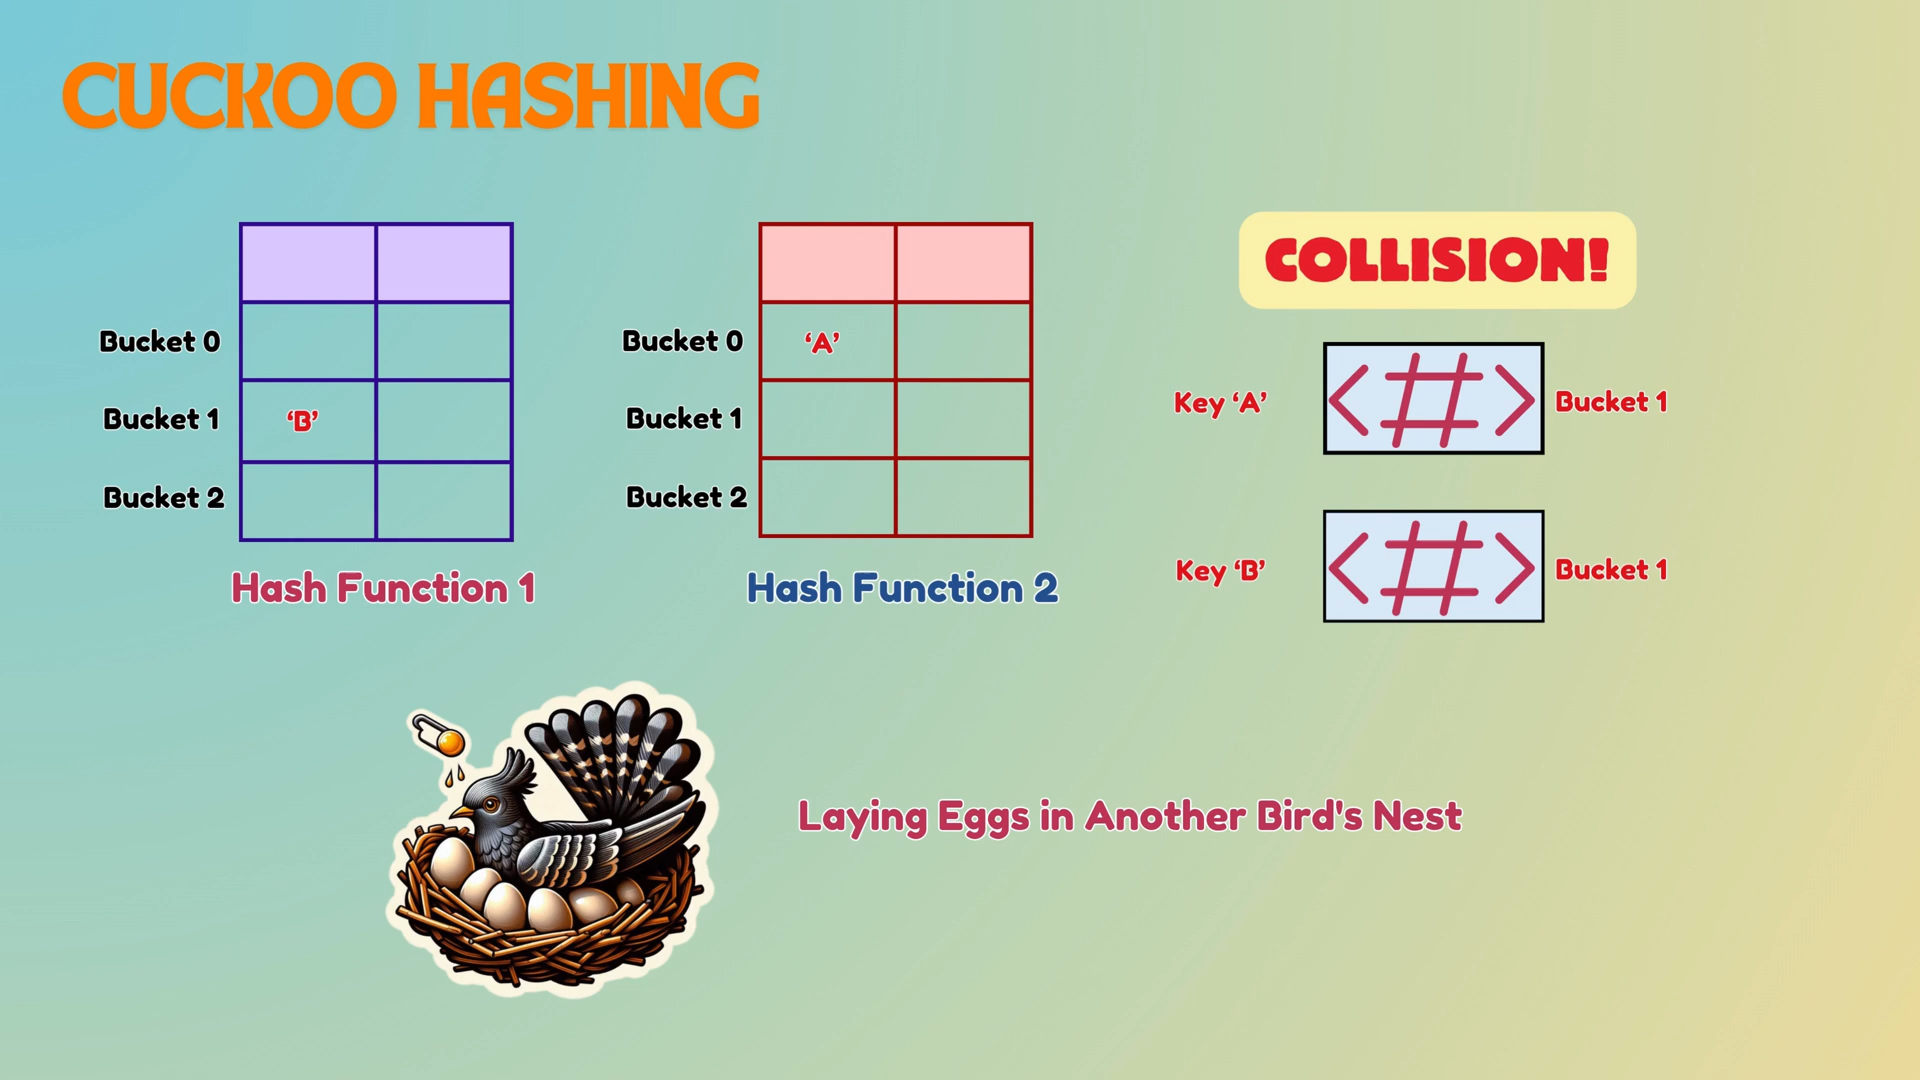 CUCKOO HASHING
Bucket 0
Bucket 1
‘B’
Bucket 2
Hash Function 1
Bucket 0
‘A’
Bucket 1
Bucket 2
Hash Function 2
COLLISION!
Key ‘A’
<#>
Bucket 1
Key ‘B’
<#>
Bucket 1
Laying Eggs in Another Bird's Nest